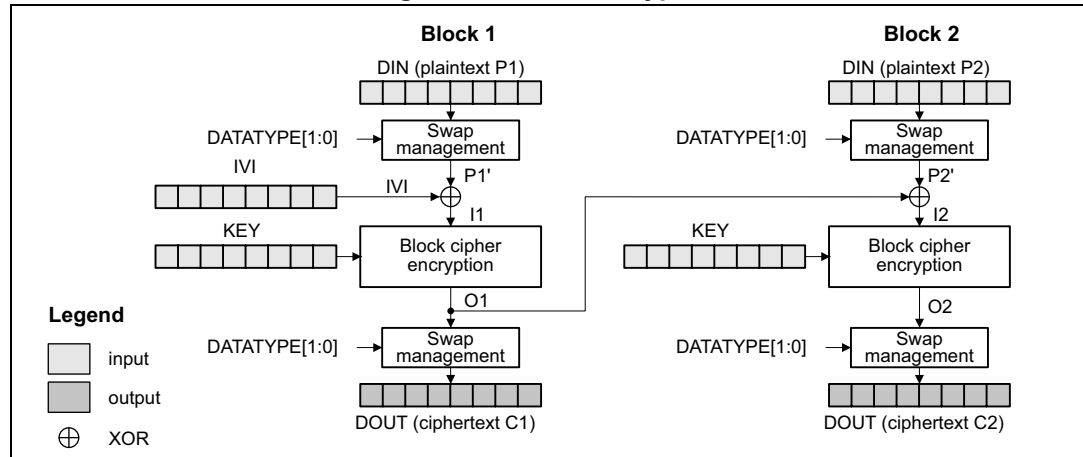 Block 1
Block 2
DIN (plaintext P1)
DIN (plaintext P2)
DATATYPE[1:0]
Swap
management
DATATYPE[1:0]
Swap
management
IVI
P1'
P2'
IVI
I1
I2
KEY
Block cipher
encryption
KEY
Block cipher
encryption
O1
O2
Legend
DATATYPE[1:0]
Swap
management
DATATYPE[1:0]
Swap
management
input
output
DOUT (ciphertext C1)
DOUT (ciphertext C2)
XOR